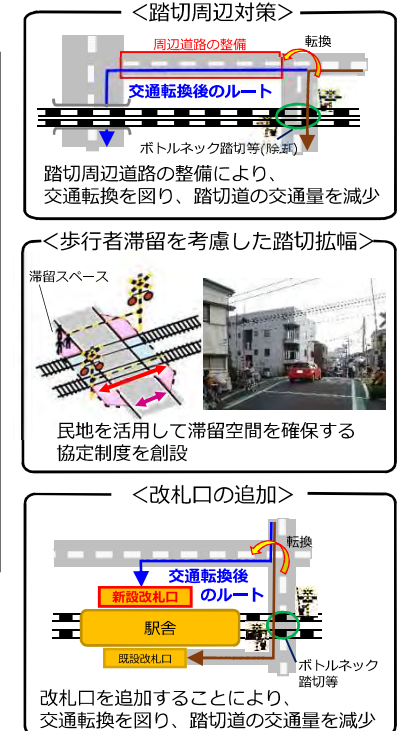 ＜踏切周辺対策＞
周辺道路の整備
転換
交通転換後のルート
ボトルネック踏切等(除却)
踏切周辺道路の整備により、
交通転換を図り、踏切道の交通量を減少
＜歩行者滞留を考慮した踏切拡幅＞
滞留スペース
民地を活用して滞留空間を確保する
協定制度を創設
＜改札口の追加＞
転換
交通転換後
のルート
新設改札口
駅舎
既設改札口
ボトルネック
踏切等
改札口を追加することにより、
交通転換を図り、踏切道の交通量を減少